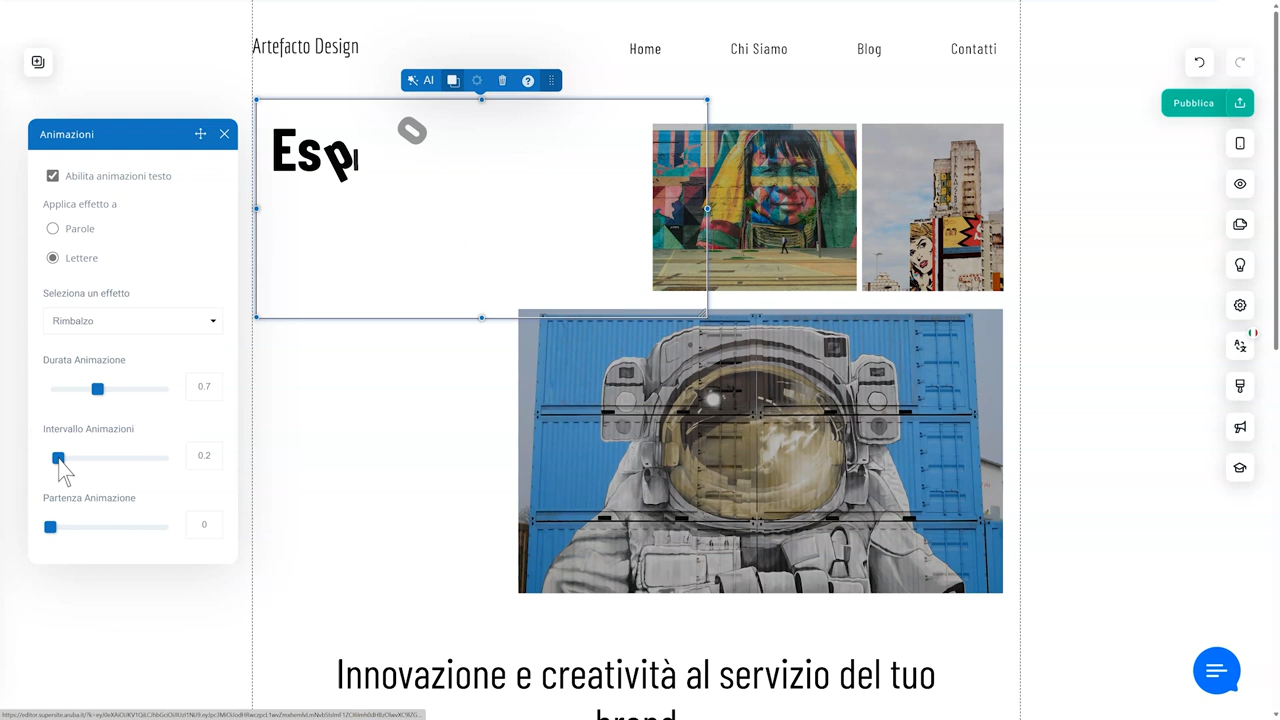 Artefacto Design
Home
Chi Siamo
Blog
Contatti
AI
Pubblica
Animazioni
Abilita animazioni testo
Applica effetto a
Parole
Lettere
Seleziona un effetto
Rimbalzo
Durata Animazione
0.7
Intervallo Animazioni
0.2
Partenza Animazione
0
Esplo
Innovazione e creatività al servizio del tuo
brand